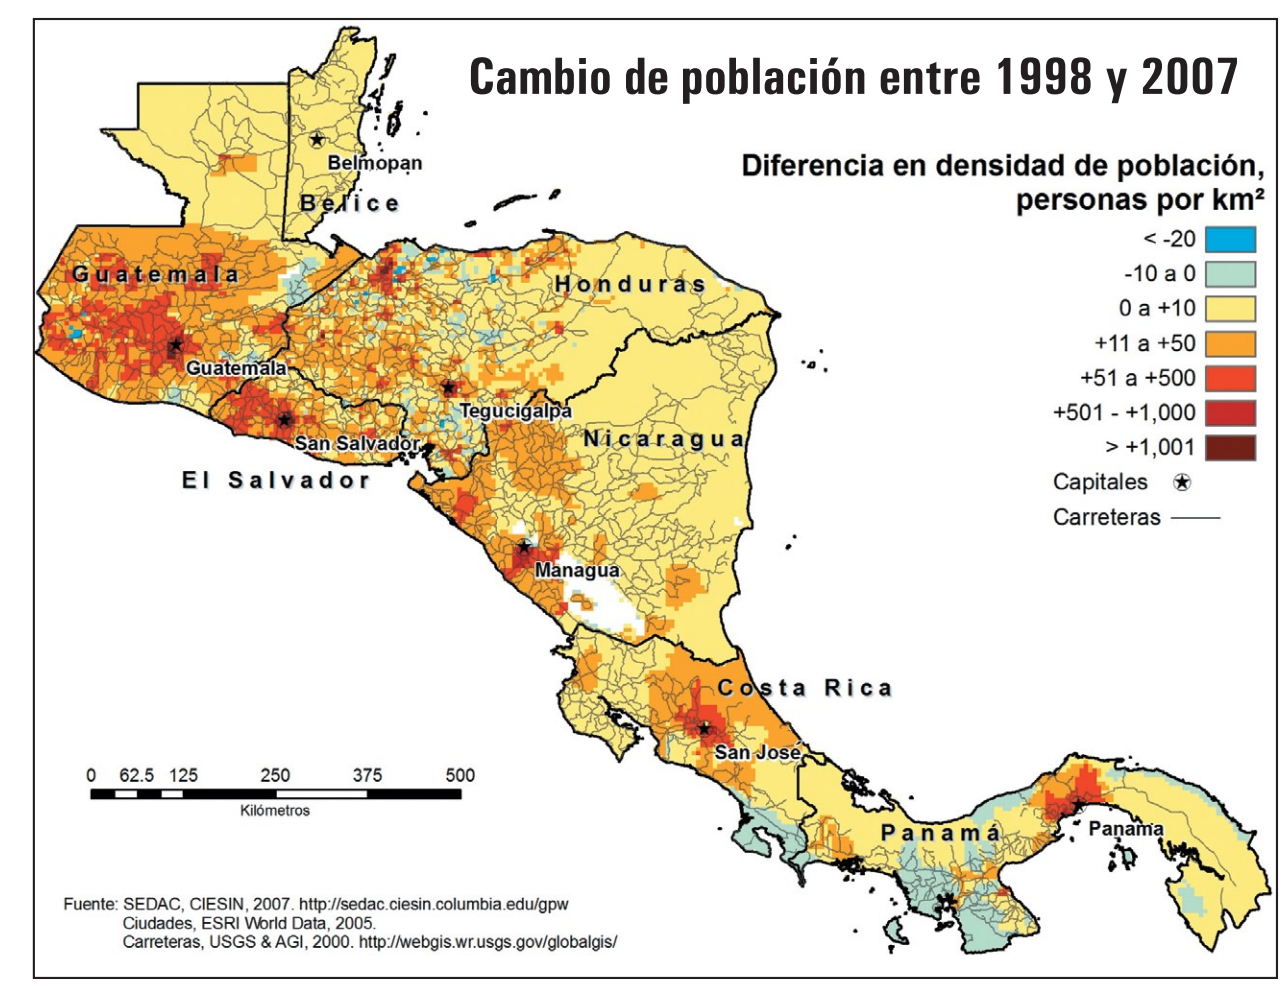 Cambio de población entre 1998 y 2007
Diferencia en densidad de población,
personas por km²
< -20
-10 a 0
0 a +10
+11 a +50
+51 a +500
+501 - +1,000
> +1,001
Capitales
Carreteras
Belmopan
Belice
Guatemala
Honduras
Guatemala
Tegucigalpa
Nicaragua
San Salvador
El Salvador
Managua
Costa Rica
San José
Panamá
Panama
0 62.5 125 250 375 500
Kilómetros
Fuente: SEDAC, CIESIN, 2007. http://sedac.ciesin.columbia.edu/gpw
Ciudades, ESRI World Data, 2005.
Carreteras, USGS & AGI, 2000. http://webgis.wr.usgs.gov/globalgis/